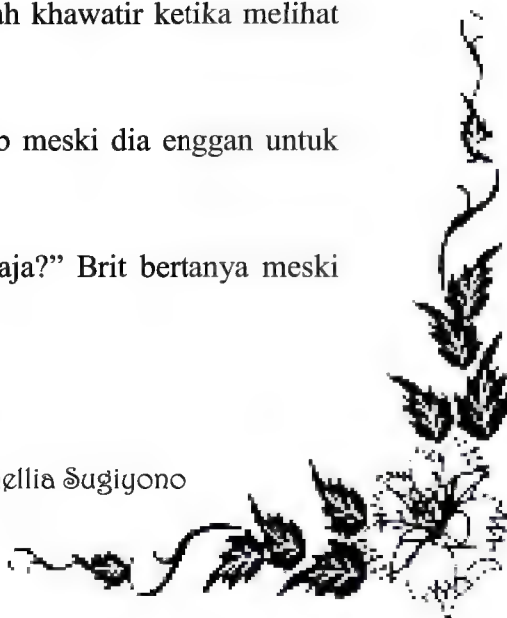 ah khawatir ketika melihat
o meski dia enggan untuk
aja?” Brit bertanya meski
ellia Sugiyono